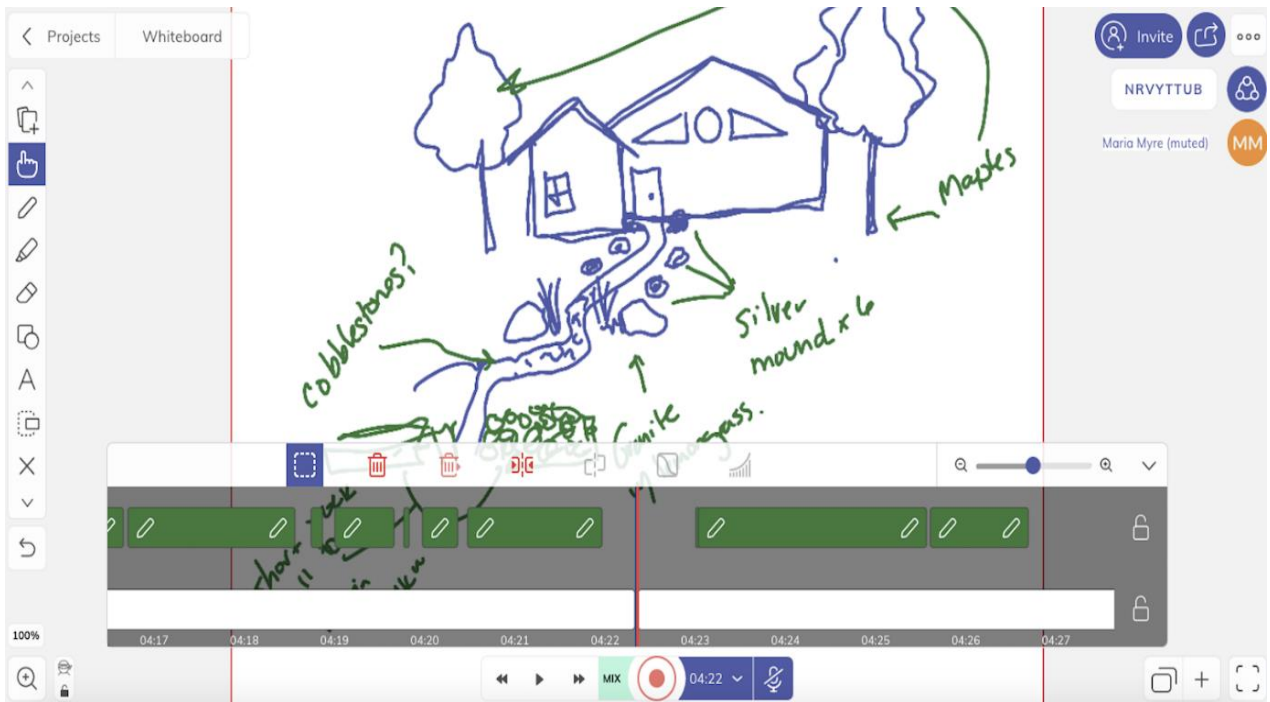 Projects
Whiteboard
Invite
NRVYTTUB
Maria Myre (muted)
MM
Maples
Cobblestones?
Silver
mound x 6
Granite
grass.
A
04:17 04:18 04:19 04:20 04:21 04:22 04:23 04:24 04:25 04:26 04:27
100%
MIX
04:22